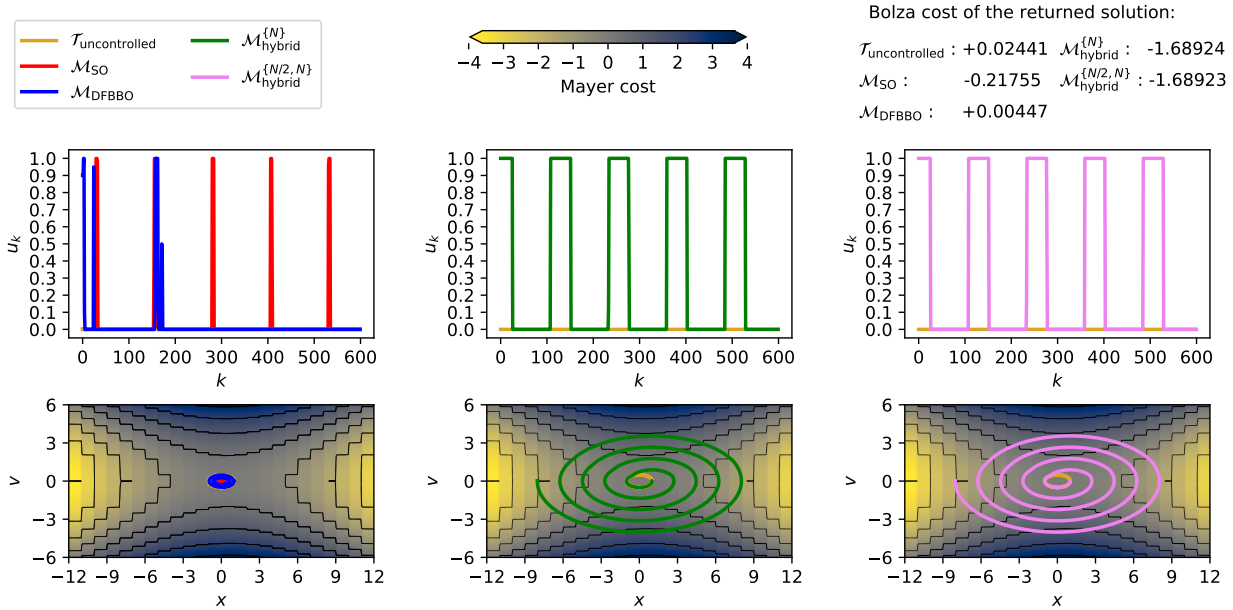 𝒯uncontrolled
ℳSO
ℳDFBBO
ℳ{N}hybrid
ℳ{N/2, N}hybrid
−4 −3 −2 −1 0 1 2 3 4
Mayer cost
Bolza cost of the returned solution:
𝒯uncontrolled : +0.02441 ℳ{N}hybrid : -1.68924
ℳSO : -0.21755 ℳ{N/2, N}hybrid : -1.68923
ℳDFBBO : +0.00447
1.0
0.9
0.8
0.7
0.6
0.5
0.4
0.3
0.2
0.1
0.0
uk
0 100 200 300 400 500 600
k
1.0
0.9
0.8
0.7
0.6
0.5
0.4
0.3
0.2
0.1
0.0
uk
0 100 200 300 400 500 600
k
1.0
0.9
0.8
0.7
0.6
0.5
0.4
0.3
0.2
0.1
0.0
uk
0 100 200 300 400 500 600
k
6
3
0
−3
−6
v
−12 −9 −6 −3 0 3 6 9 12
x
6
3
0
−3
−6
v
−12 −9 −6 −3 0 3 6 9 12
x
6
3
0
−3
−6
v
−12 −9 −6 −3 0 3 6 9 12
x